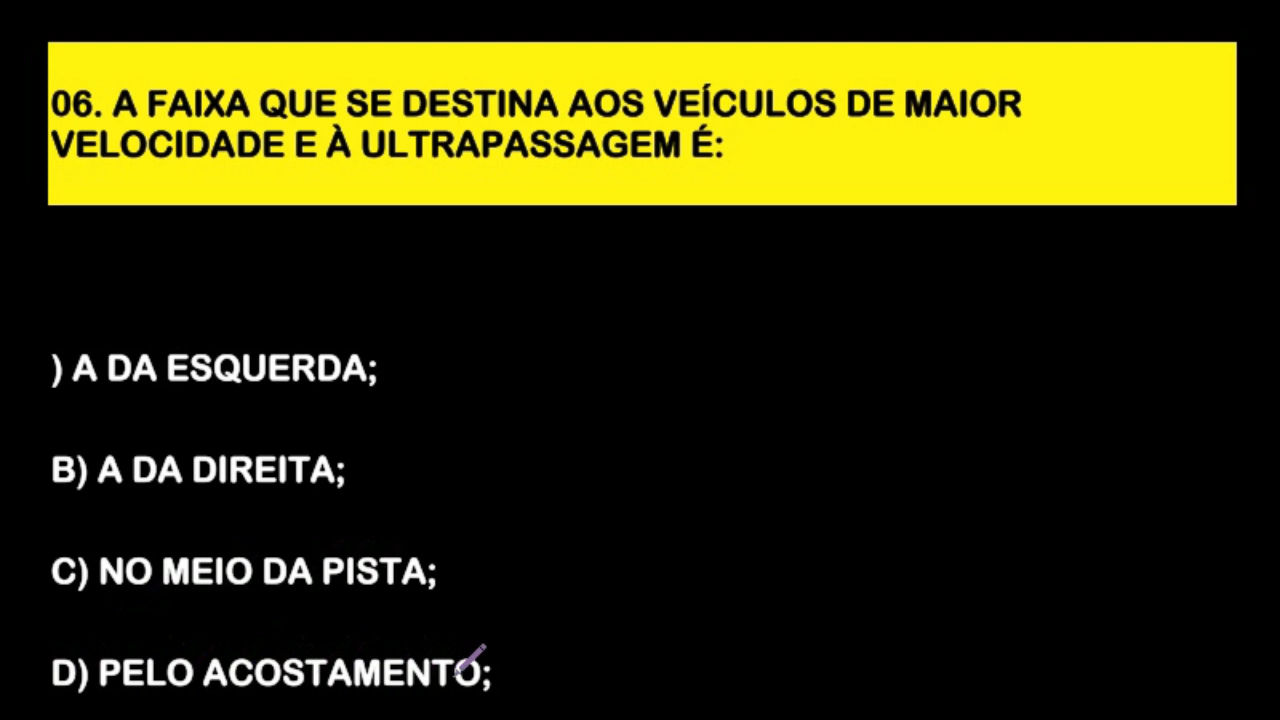 06. A FAIXA QUE SE DESTINA AOS VEÍCULOS DE MAIOR
VELOCIDADE E À ULTRAPASSAGEM É:
) A DA ESQUERDA;
B) A DA DIREITA;
C) NO MEIO DA PISTA;
D) PELO ACOSTAMENTO;